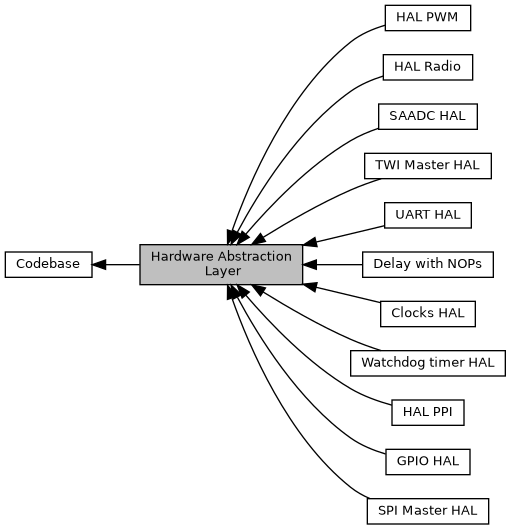 HAL PWM
HAL Radio
SAADC HAL
TWI Master HAL
UART HAL
Codebase
Hardware Abstraction
Layer
Delay with NOPs
Clocks HAL
Watchdog timer HAL
HAL PPI
GPIO HAL
SPI Master HAL